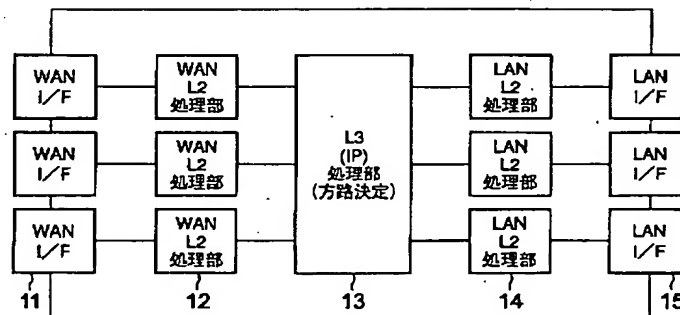 WAN
I/F
WAN
L2
処理部
L3
(IP)
処理部
(方路決定)
LAN
L2
処理部
LAN
I/F
WAN
I/F
WAN
L2
処理部
LAN
L2
処理部
LAN
I/F
WAN
I/F
WAN
L2
処理部
LAN
L2
処理部
LAN
I/F
11
12
13
14
15